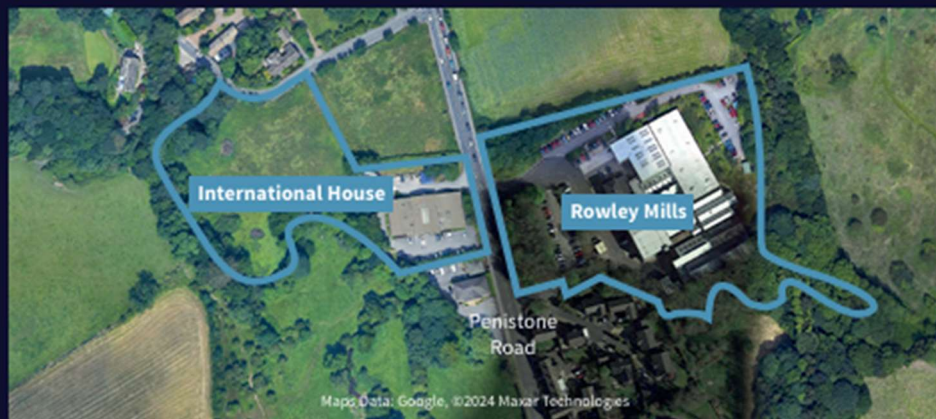 International House
Rowley Mills
Penistone
Road
Maps Data: Google, ©2024 Maxar Technologies